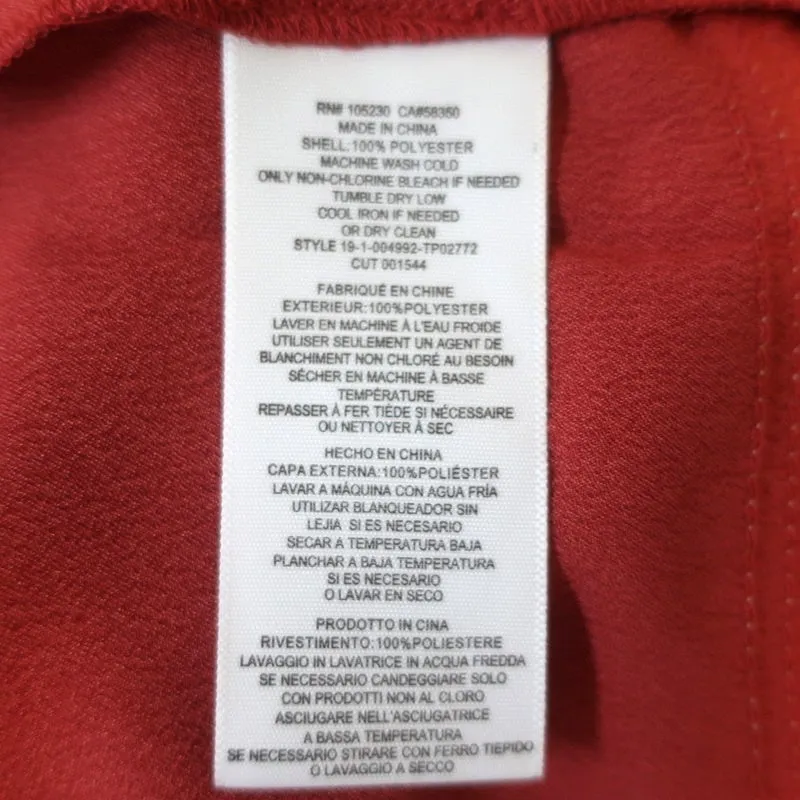 RN# 105230 CA#58350
MADE IN CHINA
SHELL:100% POLYESTER
MACHINE WASH COLD
ONLY NON-CHLORINE BLEACH IF NEEDED
TUMBLE DRY LOW
COOL IRON IF NEEDED
OR DRY CLEAN
STYLE 19-1-004992-TP02772
CUT 001544
FABRIQUÉ EN CHINE
EXTERIEUR:100%POLYESTER
LAVER EN MACHINE À L'EAU FROIDE
UTILISER SEULEMENT UN AGENT DE
BLANCHIMENT NON CHLORÉ AU BESOIN
SÉCHER EN MACHINE À BASSE
TEMPÉRATURE
REPASSER À FER TIÈDE SI NÉCESSAIRE
OU NETTOYER À SEC
HECHO EN CHINA
CAPA EXTERNA:100%POLIÉSTER
LAVAR A MÁQUINA CON AGUA FRÍA
UTILIZAR BLANQUEADOR SIN
LEJIA SI ES NECESARIO
SECAR A TEMPERATURA BAJA
PLANCHAR A BAJA TEMPERATURA
SI ES NECESARIO
O LAVAR EN SECO
PRODOTTO IN CINA
RIVESTIMENTO:100%POLIESTERE
LAVAGGIO IN LAVATRICE IN ACQUA FREDDA
SE NECESSARIO CANDEGGIARE SOLO
CON PRODOTTI NON AL CLORO
ASCIUGARE NELL'ASCIUGATRICE
A BASSA TEMPERATURA
SE NECESSARIO STIRARE CON FERRO TIEPIDO
O LAVAGGIO A SECCO